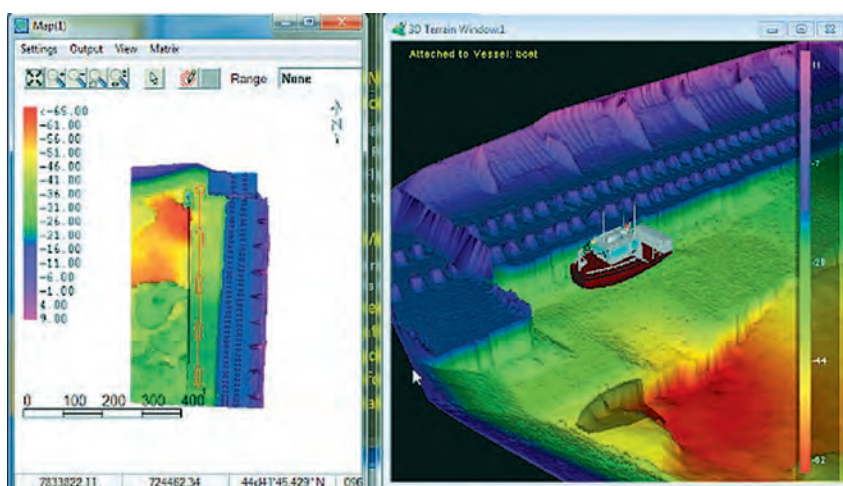 Map(1)
Settings Output View Matrix
Range None
<-65.00
-61.00
-56.00
-51.00
-46.00
-41.00
-36.00
-31.00
-26.00
-21.00
-16.00
-11.00
-6.00
-1.00
4.00
9.00
0 100 200 300 400
7833822.11 724462.34 44d41'45.429"N 096
3D Terrain Window:1
Attached to Vessel: boat
11
-7
-44
-62